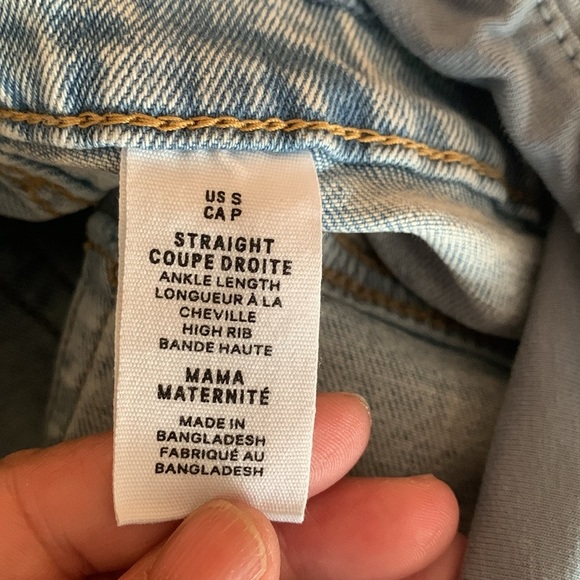 US S
CA P
STRAIGHT
COUPE DROITE
ANKLE LENGTH
LONGUEUR À LA
CHEVILLE
HIGH RIB
BANDE HAUTE
MAMA
MATERNITÉ
MADE IN
BANGLADESH
FABRIQUÉ AU
BANGLADESH